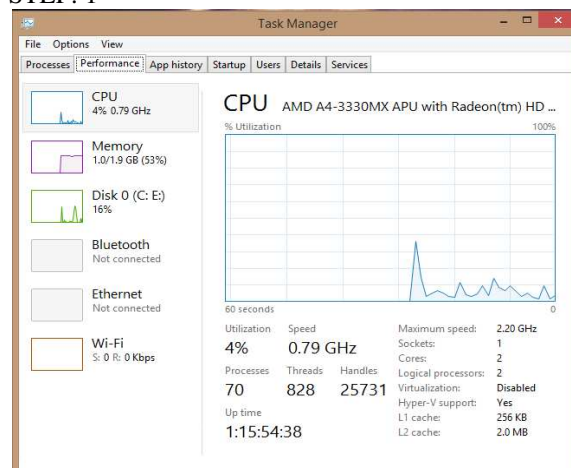 STEP: 1
Task Manager
File Options View
Processes Performance App history Startup Users Details Services
CPU
4% 0.79 GHz
Memory
1.0/1.9 GB (53%)
Disk 0 (C: E:)
16%
Bluetooth
Not connected
Ethernet
Not connected
Wi-Fi
S: 0 R: 0 Kbps
CPU AMD A4-3330MX APU with Radeon(tm) HD ...
% Utilization 100%
60 seconds 0
Utilization Speed
4% 0.79 GHz
Processes Threads Handles
70 828 25731
Up time
1:15:54:38
Maximum speed: 2.20 GHz
Sockets: 1
Cores: 2
Logical processors: 2
Virtualization: Disabled
Hyper-V support: Yes
L1 cache: 256 KB
L2 cache: 2.0 MB